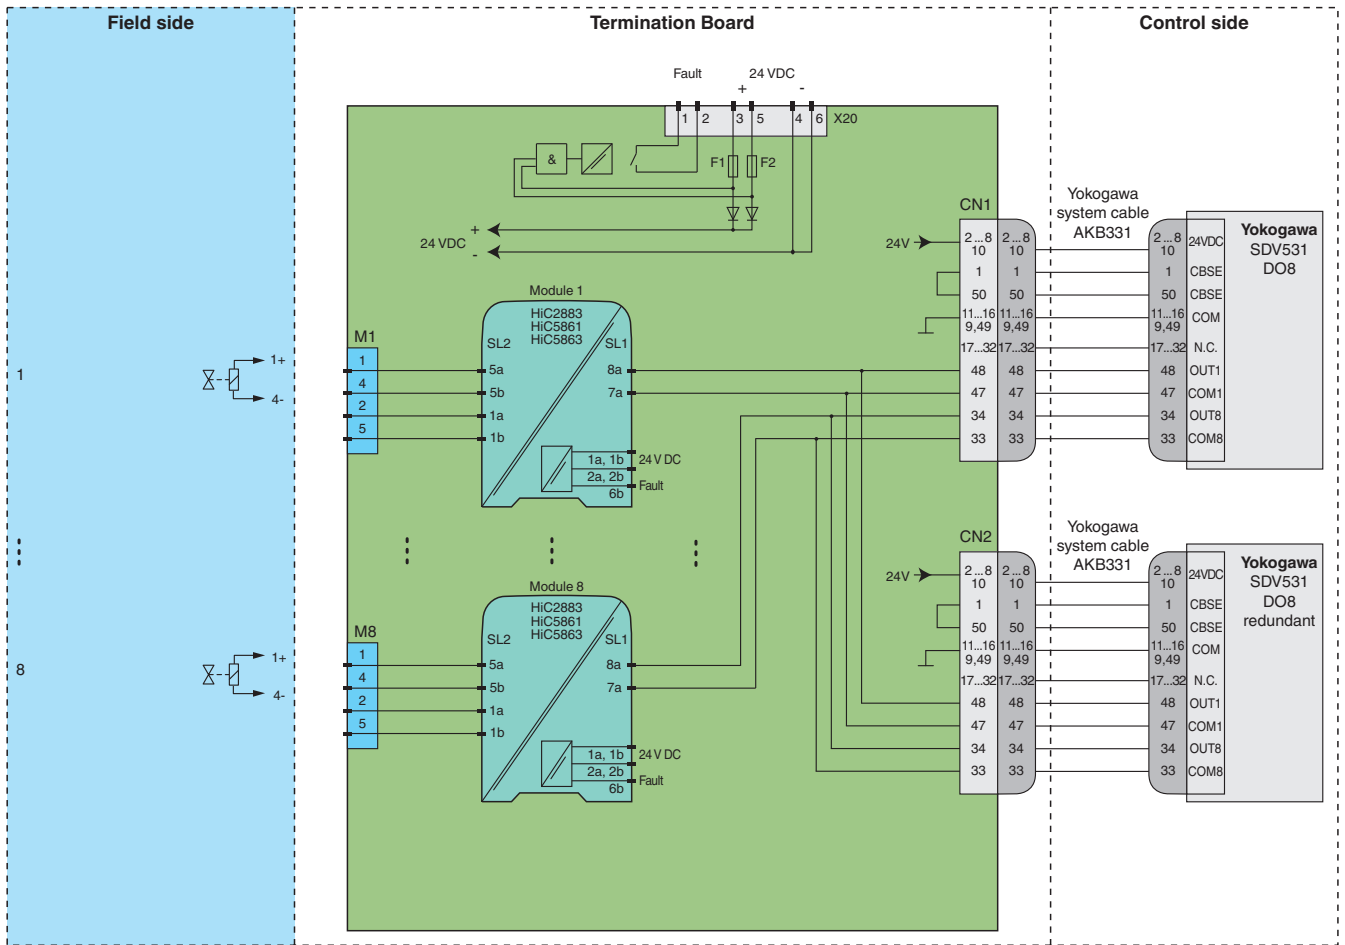 Field side
Termination Board
Control side
Fault
24 VDC
+
-
1
2
3
5
4
6
X20
&
F1
F2
+
24 VDC
-
CN1
Yokogawa
system cable
AKB331
24V
2...8
10
2...8
10
2...8
10
24VDC
Yokogawa
SDV531
DO8
1
1
1
CBSE
50
50
50
CBSE
11...16
9,49
11...16
9,49
11...16
9,49
COM
17...32
17...32
17...32
N.C.
48
48
48
OUT1
47
47
47
COM1
34
34
34
OUT8
33
33
33
COM8
1
1+
4-
M1
1
4
2
5
Module 1
HiC2883
HiC5861
HiC5863
SL2
SL1
5a
5b
1a
1b
8a
7a
1a, 1b
24 V DC
2a, 2b
Fault
6b
CN2
Yokogawa
system cable
AKB331
24V
2...8
10
2...8
10
2...8
10
24VDC
Yokogawa
SDV531
DO8
redundant
1
1
1
CBSE
50
50
50
CBSE
11...16
9,49
11...16
9,49
11...16
9,49
COM
17...32
17...32
17...32
N.C.
48
48
48
OUT1
47
47
47
COM1
34
34
34
OUT8
33
33
33
COM8
8
1+
4-
M8
1
4
2
5
Module 8
HiC2883
HiC5861
HiC5863
SL2
SL1
5a
5b
1a
1b
8a
7a
1a, 1b
24 V DC
2a, 2b
Fault
6b